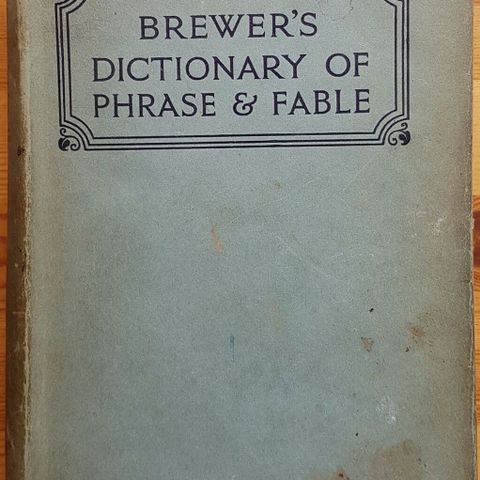 BREWER'S
DICTIONARY OF
PHRASE & FABLE